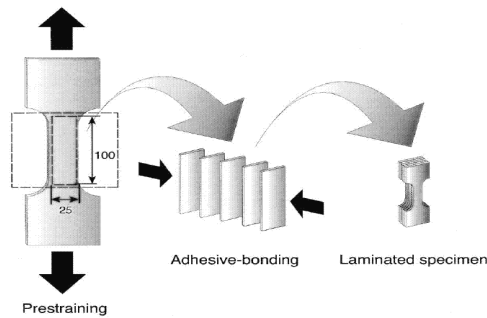 100
25
Adhesive-bonding
Laminated specimen
Prestraining